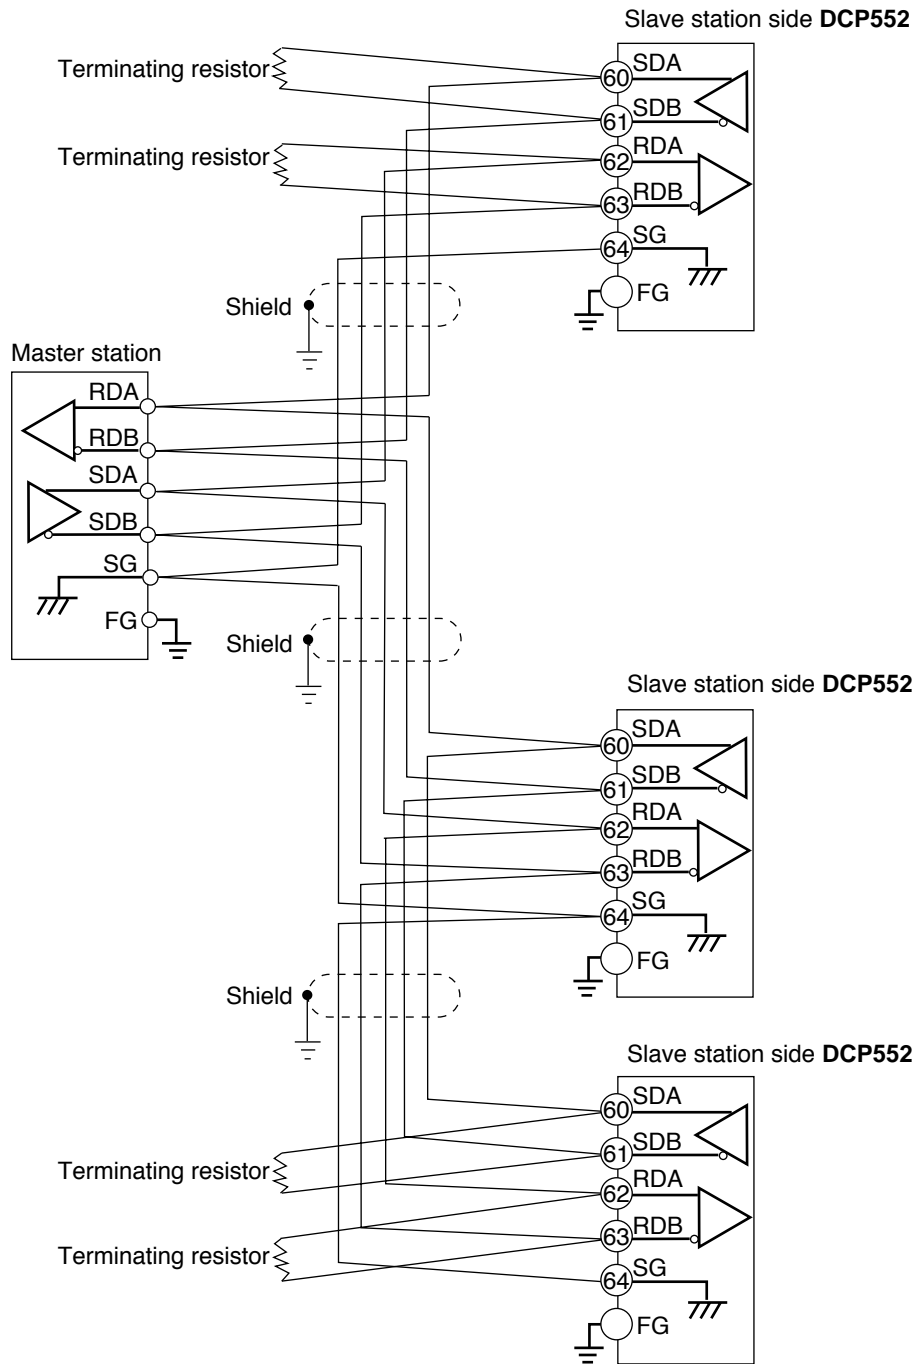 Slave station side DCP552
Terminating resistor
60 SDA
61 SDB
Terminating resistor
62 RDA
63 RDB
64 SG
FG
Shield
Master station
RDA
RDB
SDA
SDB
SG
FG
Shield
Slave station side DCP552
60 SDA
61 SDB
62 RDA
63 RDB
64 SG
FG
Shield
Slave station side DCP552
60 SDA
61 SDB
Terminating resistor
62 RDA
63 RDB
Terminating resistor
64 SG
FG